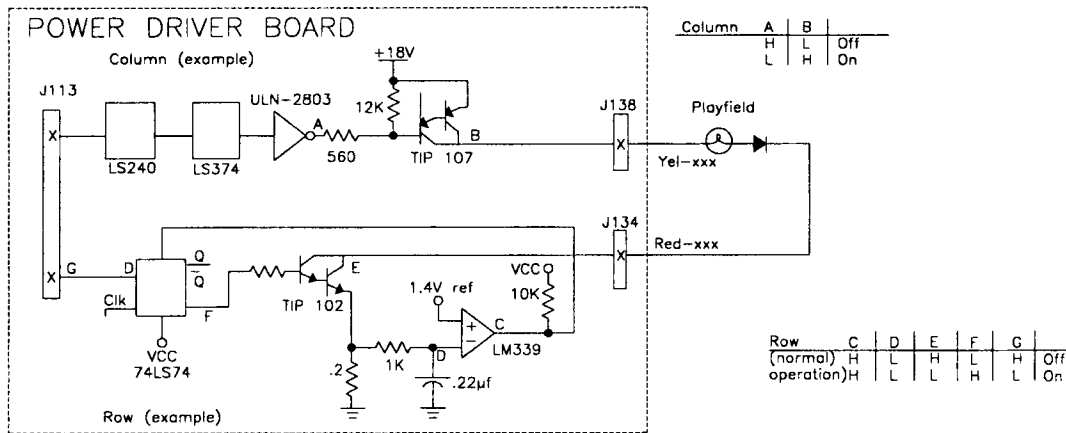 POWER DRIVER BOARD
Column (example)
J113
X
LS240
LS374
ULN-2803
A
560
+18V
12K
TIP 107
B
J138
X
Playfield
Yel-xxx
Column A B
H L Off
L H On
J134
X
Red-xxx
X
G
D
Q
Q
Clk
F
VCC
74LS74
TIP 102
E
1.4V ref
VCC
10K
C
+
−
LM339
D
1K
.2
.22µf
Row (example)
Row C D E F G
(normal) H L H L H Off
operation) H L L H L On